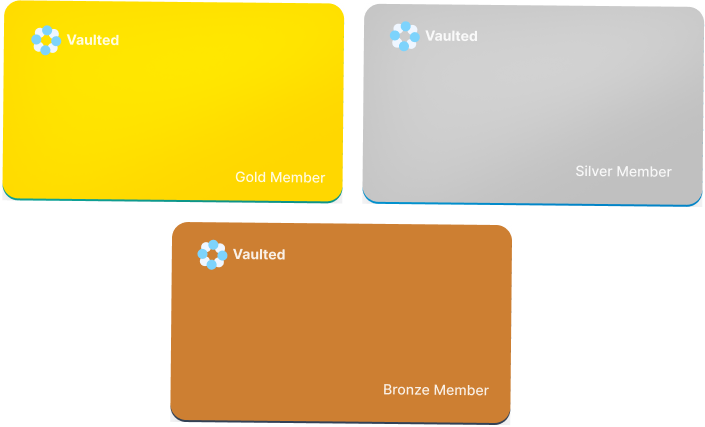 Vaulted
Gold Member
Vaulted
Silver Member
Vaulted
Bronze Member